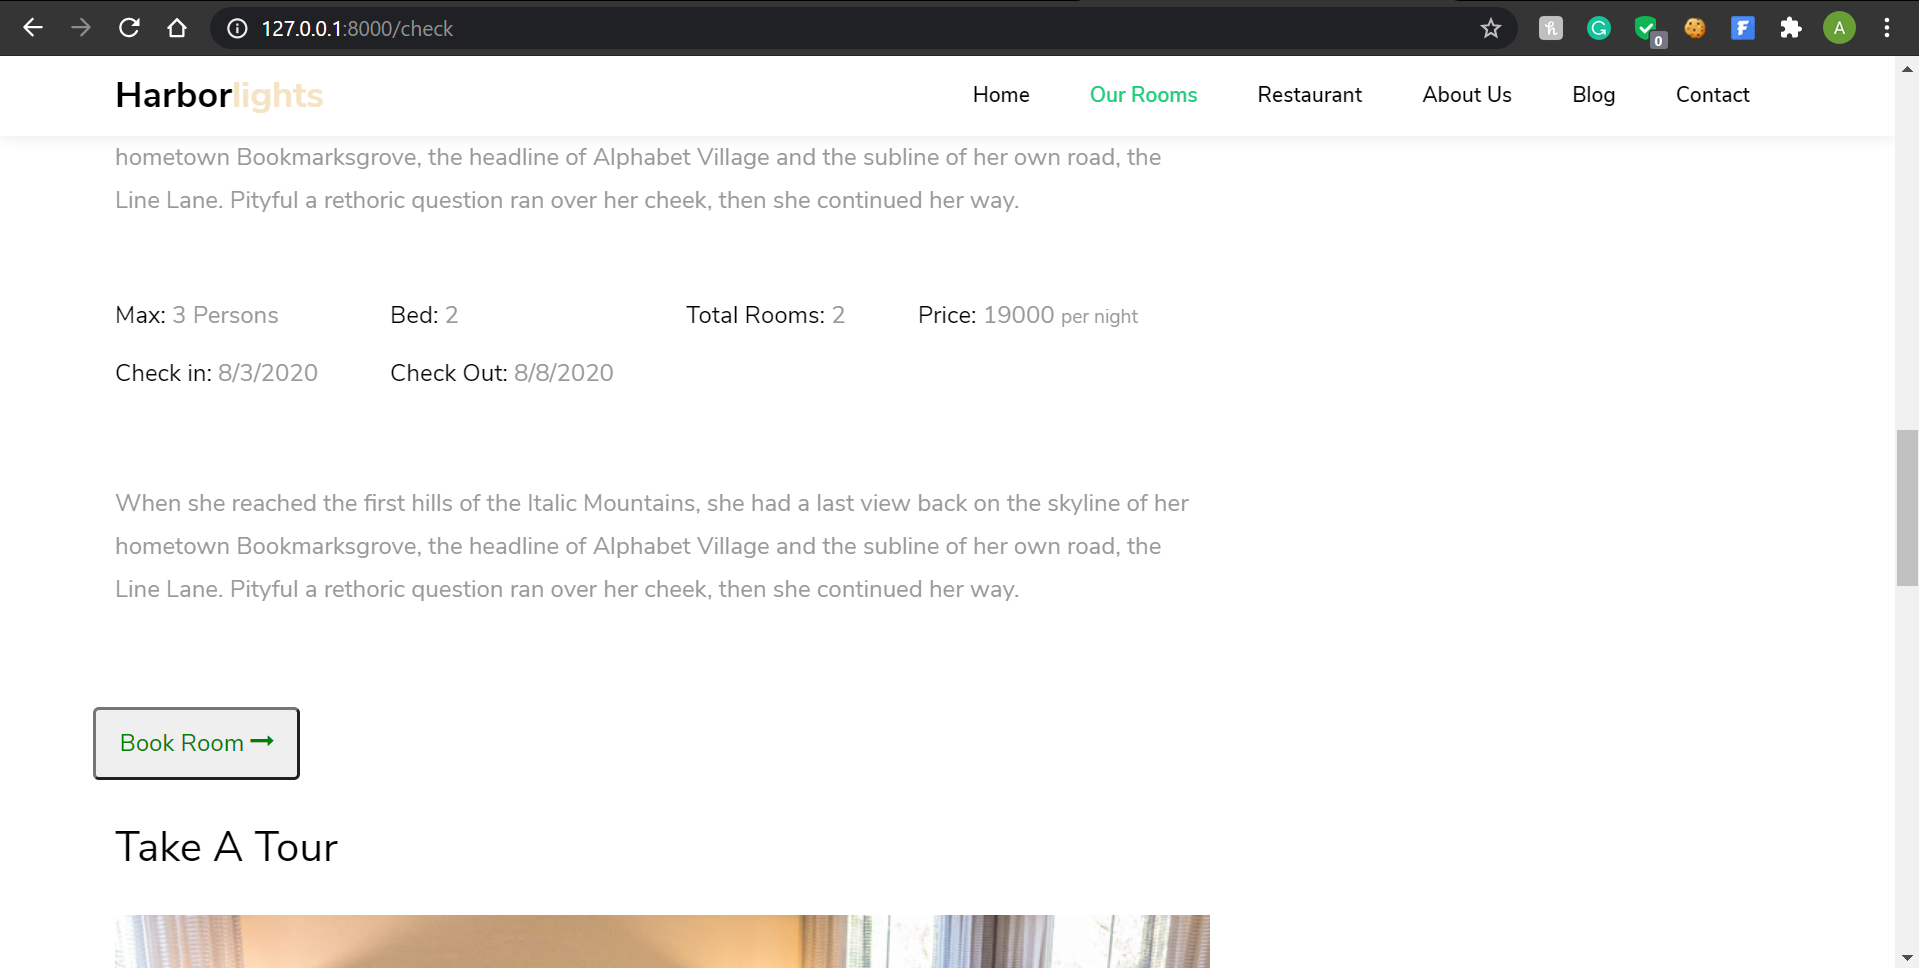 127.0.0.1:8000/check
0
A
Harborlights
Home Our Rooms Restaurant About Us Blog Contact
hometown Bookmarksgrove, the headline of Alphabet Village and the subline of her own road, the
Line Lane. Pityful a rethoric question ran over her cheek, then she continued her way.
Max: 3 Persons Bed: 2 Total Rooms: 2 Price: 19000 per night
Check in: 8/3/2020 Check Out: 8/8/2020
When she reached the first hills of the Italic Mountains, she had a last view back on the skyline of her
hometown Bookmarksgrove, the headline of Alphabet Village and the subline of her own road, the
Line Lane. Pityful a rethoric question ran over her cheek, then she continued her way.
Book Room
Take A Tour